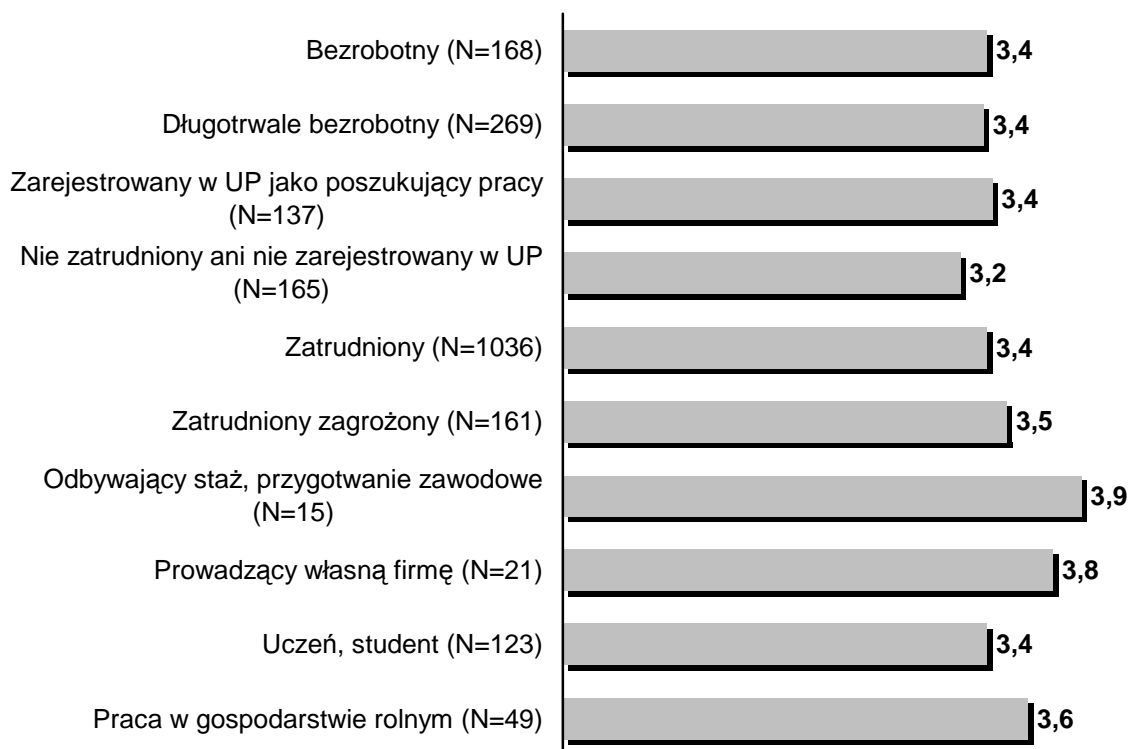 Bezrobotny (N=168)
3,4
Długotrwale bezrobotny (N=269)
3,4
Zarejestrowany w UP jako poszukujący pracy
(N=137)
3,4
Nie zatrudniony ani nie zarejestrowany w UP
(N=165)
3,2
Zatrudniony (N=1036)
3,4
Zatrudniony zagrożony (N=161)
3,5
Odbywający staż, przygotwanie zawodowe
(N=15)
3,9
Prowadzący własną firmę (N=21)
3,8
Uczeń, student (N=123)
3,4
Praca w gospodarstwie rolnym (N=49)
3,6